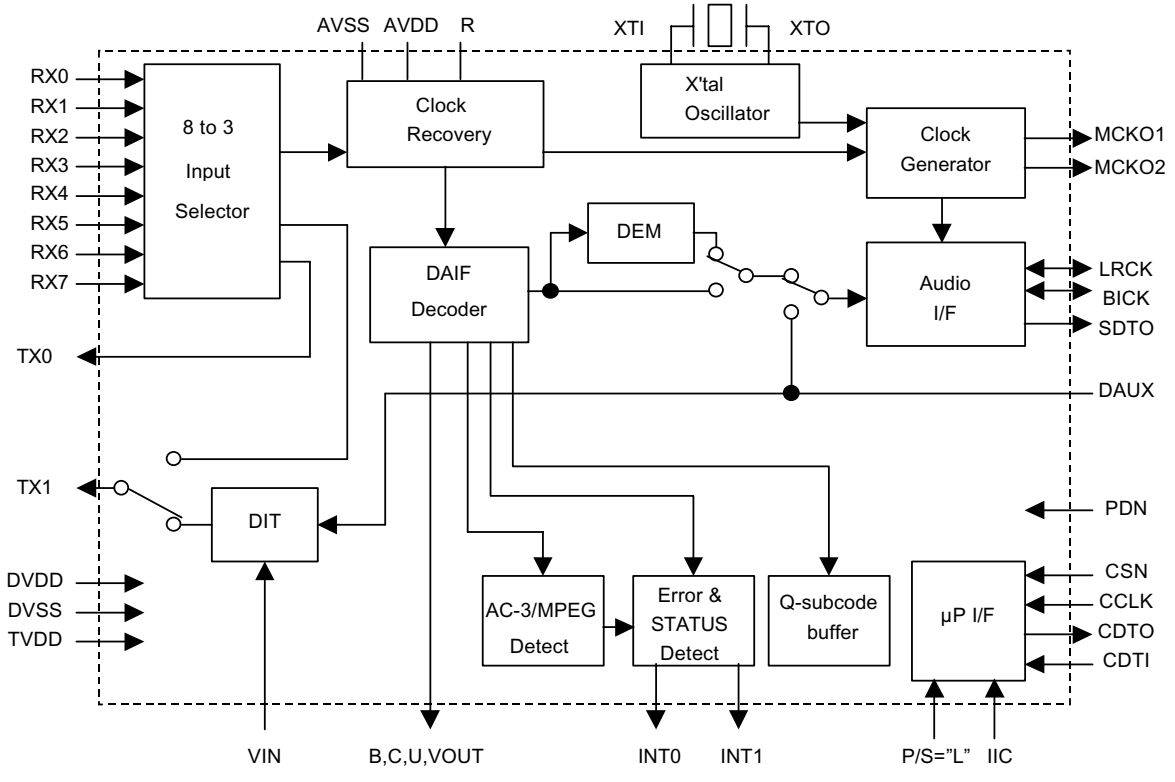 AVSS AVDD R
XTI XTO
RX0
RX1
RX2
RX3
RX4
RX5
RX6
RX7
8 to 3
Input
Selector
Clock
Recovery
X'tal
Oscillator
Clock
Generator
MCKO1
MCKO2
DEM
DAIF
Decoder
Audio
I/F
LRCK
BICK
SDTO
TX0
DAUX
TX1
DIT
PDN
DVDD
DVSS
TVDD
AC-3/MPEG
Detect
Error &
STATUS
Detect
Q-subcode
buffer
µP I/F
CSN
CCLK
CDTO
CDTI
VIN
B,C,U,VOUT
INT0
INT1
P/S=”L”
IIC